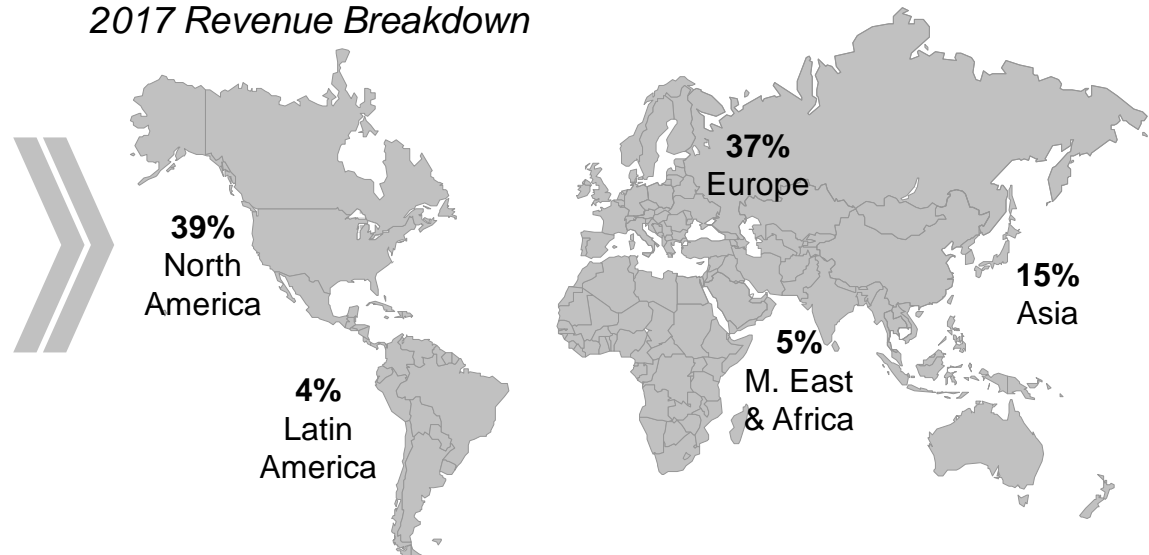 2017 Revenue Breakdown
37%
Europe
39%
North
America
15%
Asia
5%
M. East
& Africa
4%
Latin
America